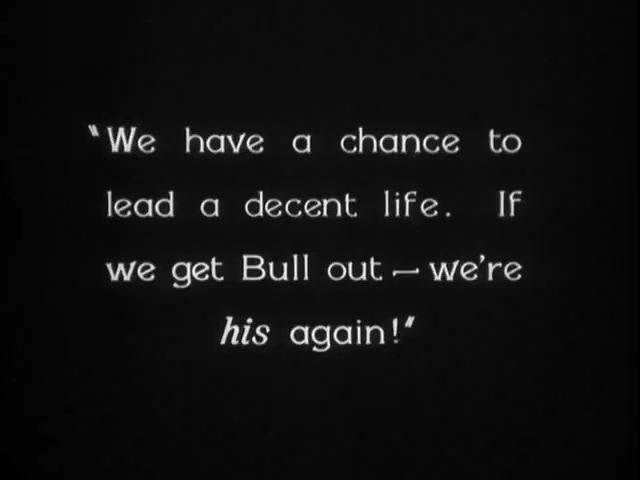 "We have a chance to
lead a decent life. If
we get Bull out — we're
his again!"